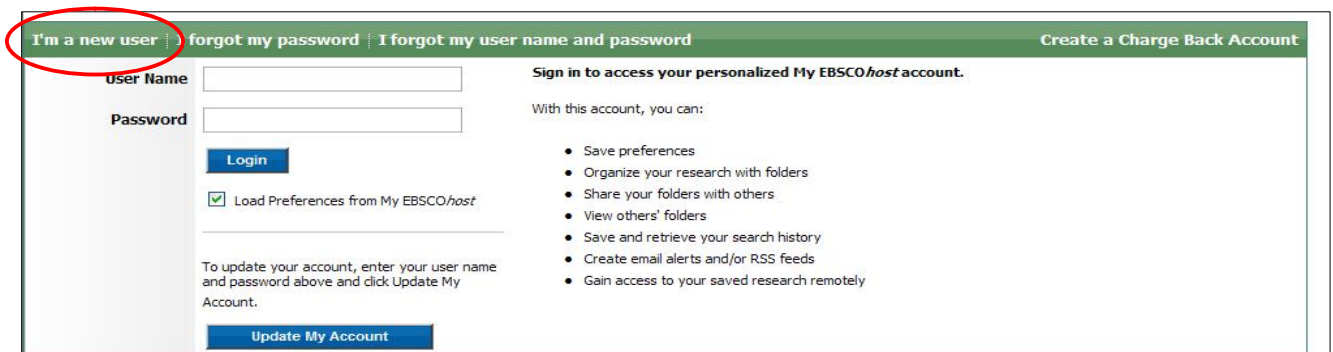 I'm a new user | I forgot my password | I forgot my user name and password
Create a Charge Back Account
User Name
Password
Login
Load Preferences from My EBSCOhost
To update your account, enter your user name
and password above and click Update My
Account.
Update My Account
Sign in to access your personalized My EBSCOhost account.
With this account, you can:
• Save preferences
• Organize your research with folders
• Share your folders with others
• View others' folders
• Save and retrieve your search history
• Create email alerts and/or RSS feeds
• Gain access to your saved research remotely